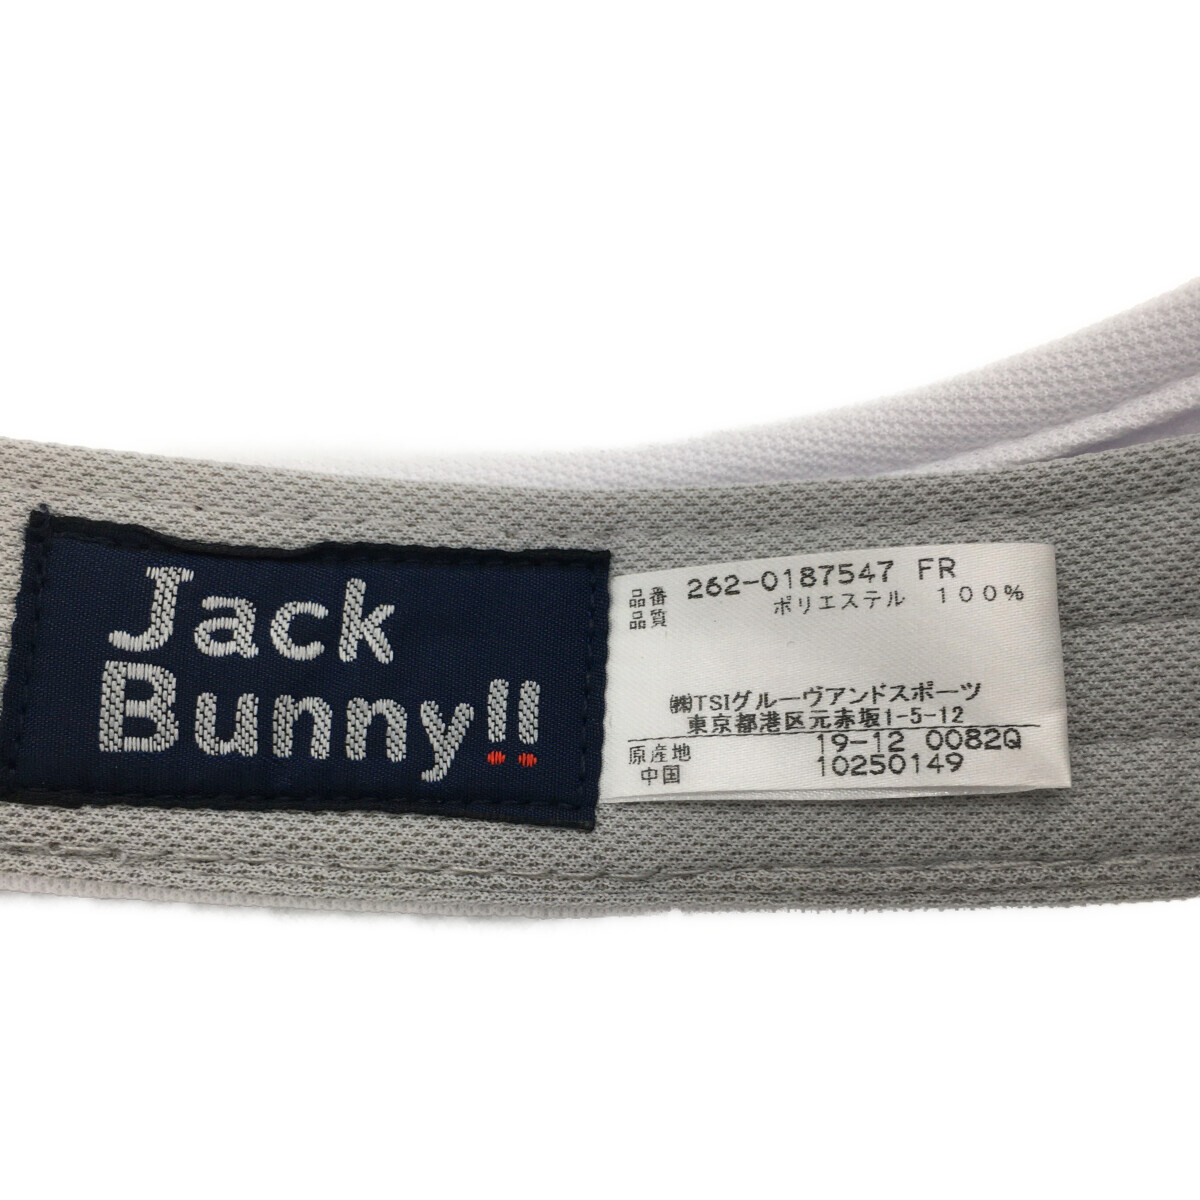 Jack
Bunny!!
品番 262-0187547 FR
品質 ポリエステル 100%
㈱TSIグルーヴアンドスポーツ
東京都港区元赤坂1-5-12
原産地 19-12 0082Q
中国 10250149